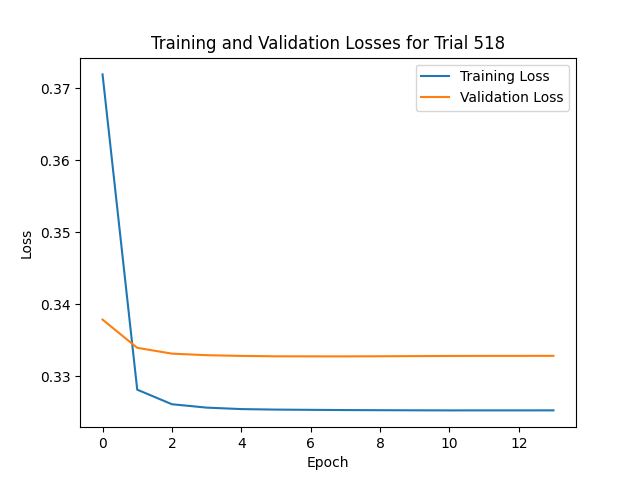 Training and Validation Losses for Trial 518
Training Loss
Validation Loss
Loss
0.37
0.36
0.35
0.34
0.33
0 2 4 6 8 10 12
Epoch